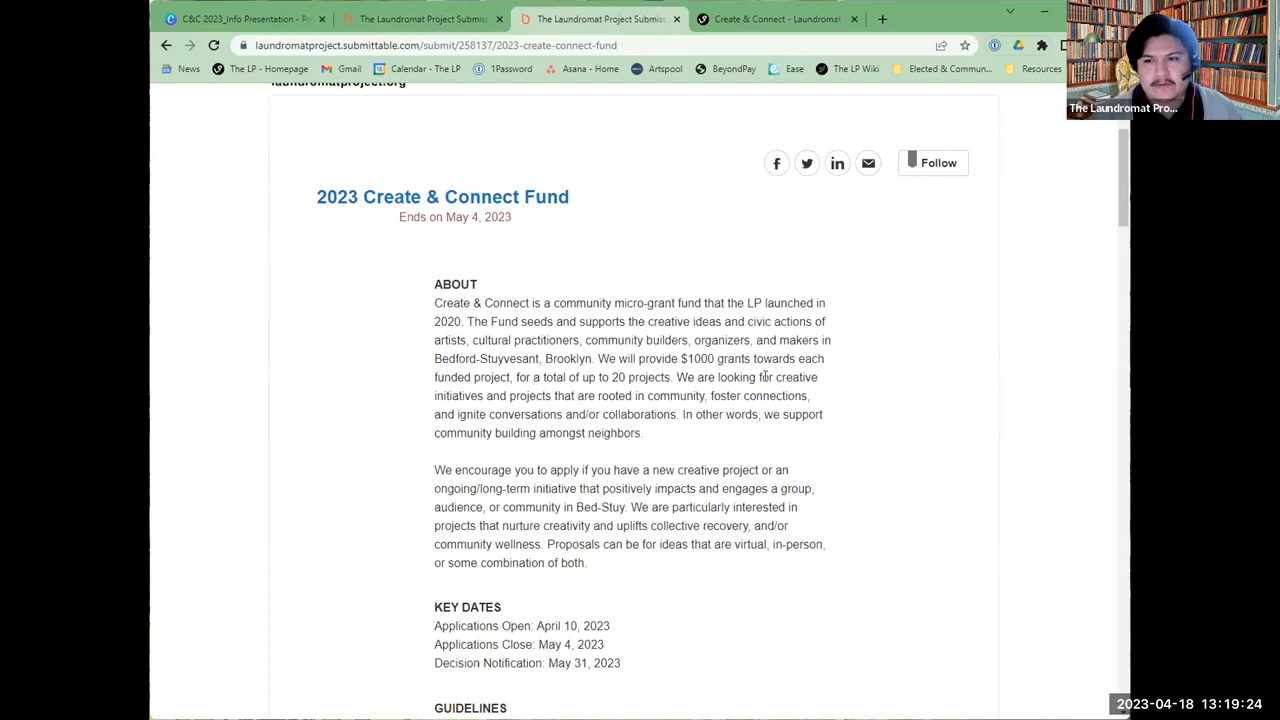 C&C 2023_Info Presentation - Pr
The Laundromat Project Submiss
The Laundromat Project Submiss
Create & Connect - Laundromat
laundromatproject.submittable.com/submit/258137/2023-create-connect-fund
News
The LP - Homepage
Gmail
Calendar - The LP
1Password
Asana - Home
Artspool
BeyondPay
Ease
The LP Wiki
Elected & Commun...
Resources
The Laundromat Pro...
laundromatproject.org
Follow
2023 Create & Connect Fund
Ends on May 4, 2023
ABOUT
Create & Connect is a community micro-grant fund that the LP launched in
2020. The Fund seeds and supports the creative ideas and civic actions of
artists, cultural practitioners, community builders, organizers, and makers in
Bedford-Stuyvesant, Brooklyn. We will provide $1000 grants towards each
funded project, for a total of up to 20 projects. We are looking for creative
initiatives and projects that are rooted in community, foster connections,
and ignite conversations and/or collaborations. In other words, we support
community building amongst neighbors.
We encourage you to apply if you have a new creative project or an
ongoing/long-term initiative that positively impacts and engages a group,
audience, or community in Bed-Stuy. We are particularly interested in
projects that nurture creativity and uplifts collective recovery, and/or
community wellness. Proposals can be for ideas that are virtual, in-person,
or some combination of both.
KEY DATES
Applications Open: April 10, 2023
Applications Close: May 4, 2023
Decision Notification: May 31, 2023
GUIDELINES
2023-04-18 13:19:24